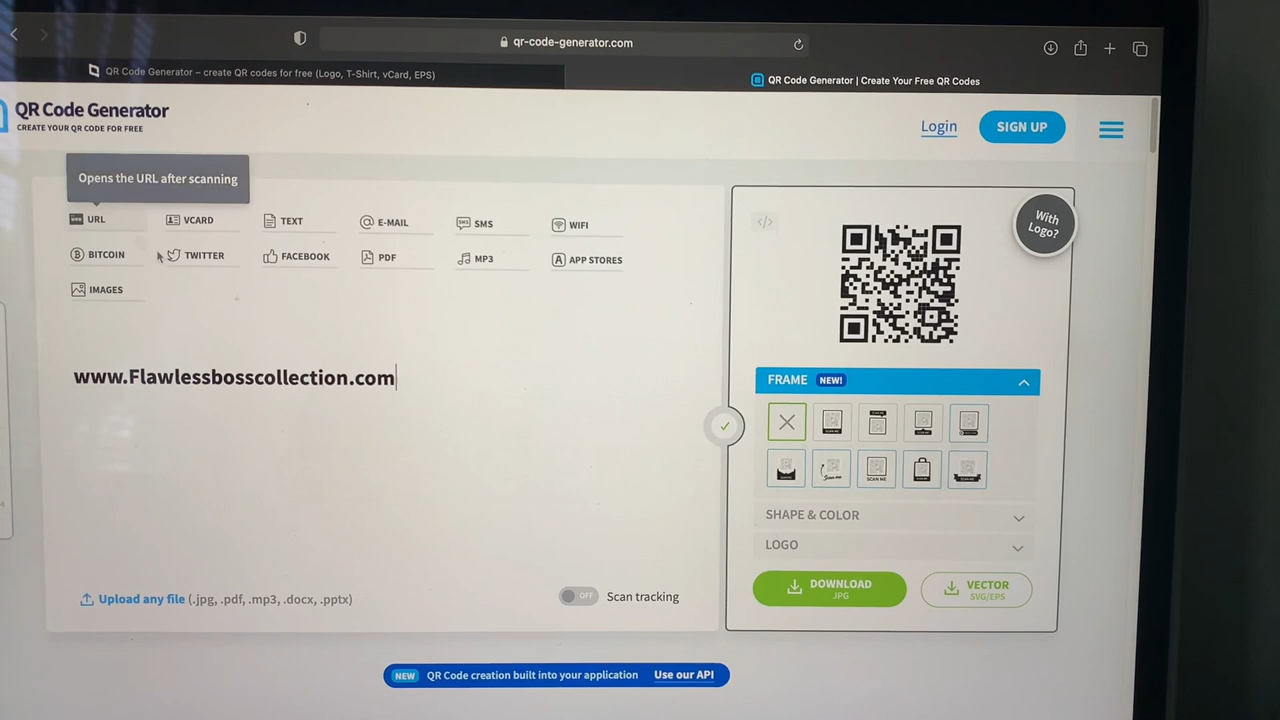 qr-code-generator.com
QR Code Generator – create QR codes for free (Logo, T-Shirt, vCard, EPS)
QR Code Generator | Create Your Free QR Codes
QR Code Generator
CREATE YOUR QR CODE FOR FREE
Login
SIGN UP
Opens the URL after scanning
URL
VCARD
TEXT
E-MAIL
SMS
WIFI
BITCOIN
TWITTER
FACEBOOK
PDF
MP3
APP STORES
IMAGES
www.Flawlessbosscollection.com
Upload any file (.jpg, .pdf, .mp3, .docx, .pptx)
OFF
Scan tracking
</>
With
Logo?
FRAME NEW!
SCAN ME
SHAPE & COLOR
LOGO
DOWNLOAD
JPG
VECTOR
SVG/EPS
NEW QR Code creation built into your application Use our API